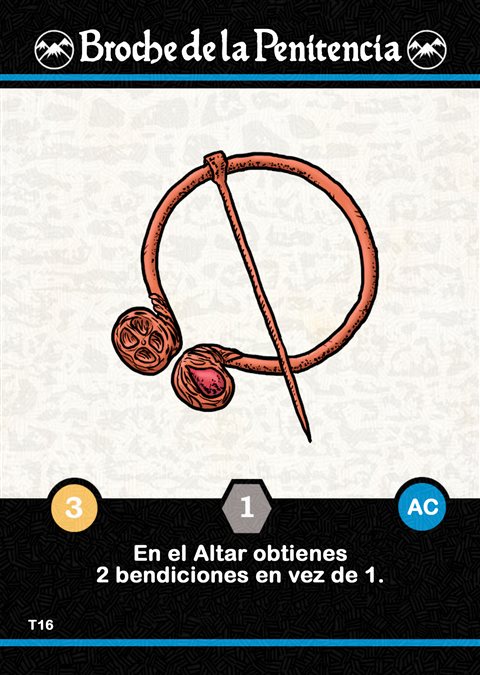 Broche de la Penitencia
3 1 AC
En el Altar obtienes
2 bendiciones en vez de 1.
T16